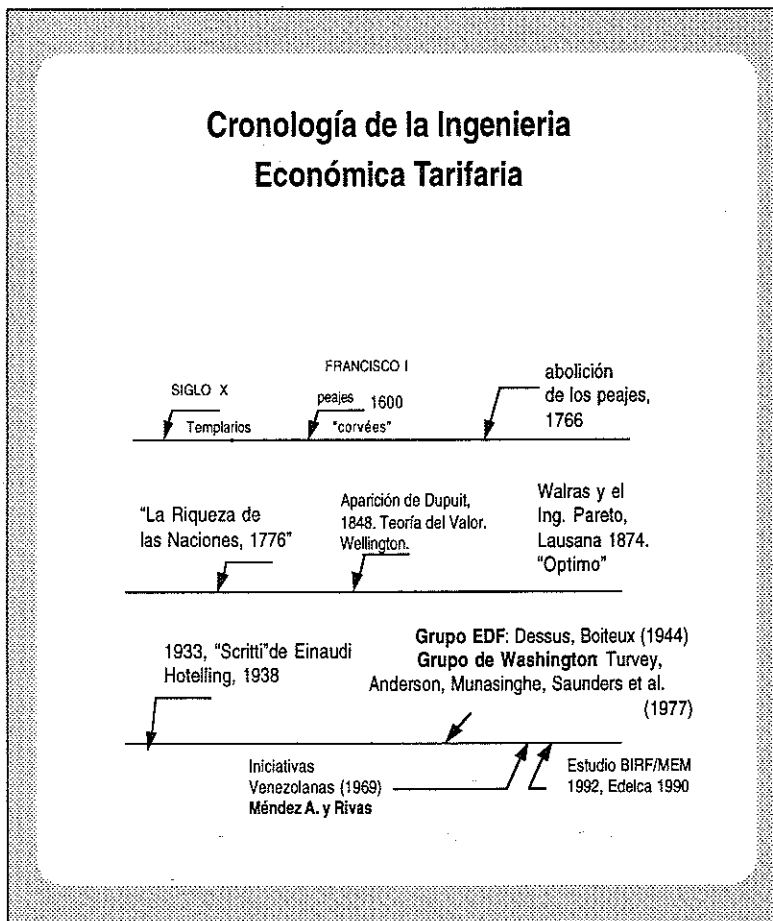 Cronología de la Ingenieria
Económica Tarifaria
SIGLO X
Templarios
FRANCISCO I
peajes 1600
"corvées"
abolición
de los peajes,
1766
"La Riqueza de
las Naciones, 1776"
Aparición de Dupuit,
1848. Teoría del Valor.
Wellington.
Walras y el
Ing. Pareto,
Lausana 1874.
"Optimo"
1933, "Scritti"de Einaudi
Hotelling, 1938
Grupo EDF: Dessus, Boiteux (1944)
Grupo de Washington Turvey,
Anderson, Munasinghe, Saunders et al.
(1977)
Iniciativas
Venezolanas (1969)
Méndez A. y Rivas
Estudio BIRF/MEM
1992, Edelca 1990